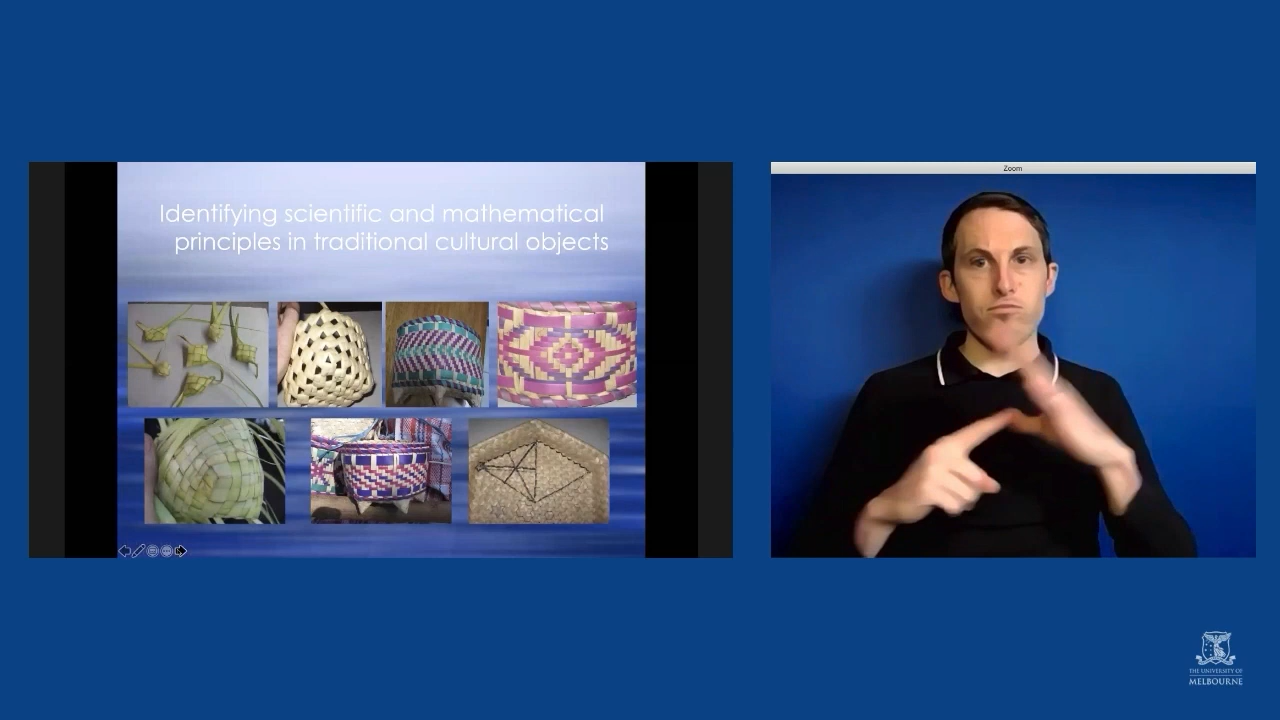 Identifying scientific and mathematical
principles in traditional cultural objects
Zoom
THE UNIVERSITY OF
MELBOURNE